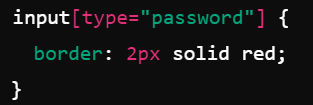 input[type="password"] {
border: 2px solid red;
}